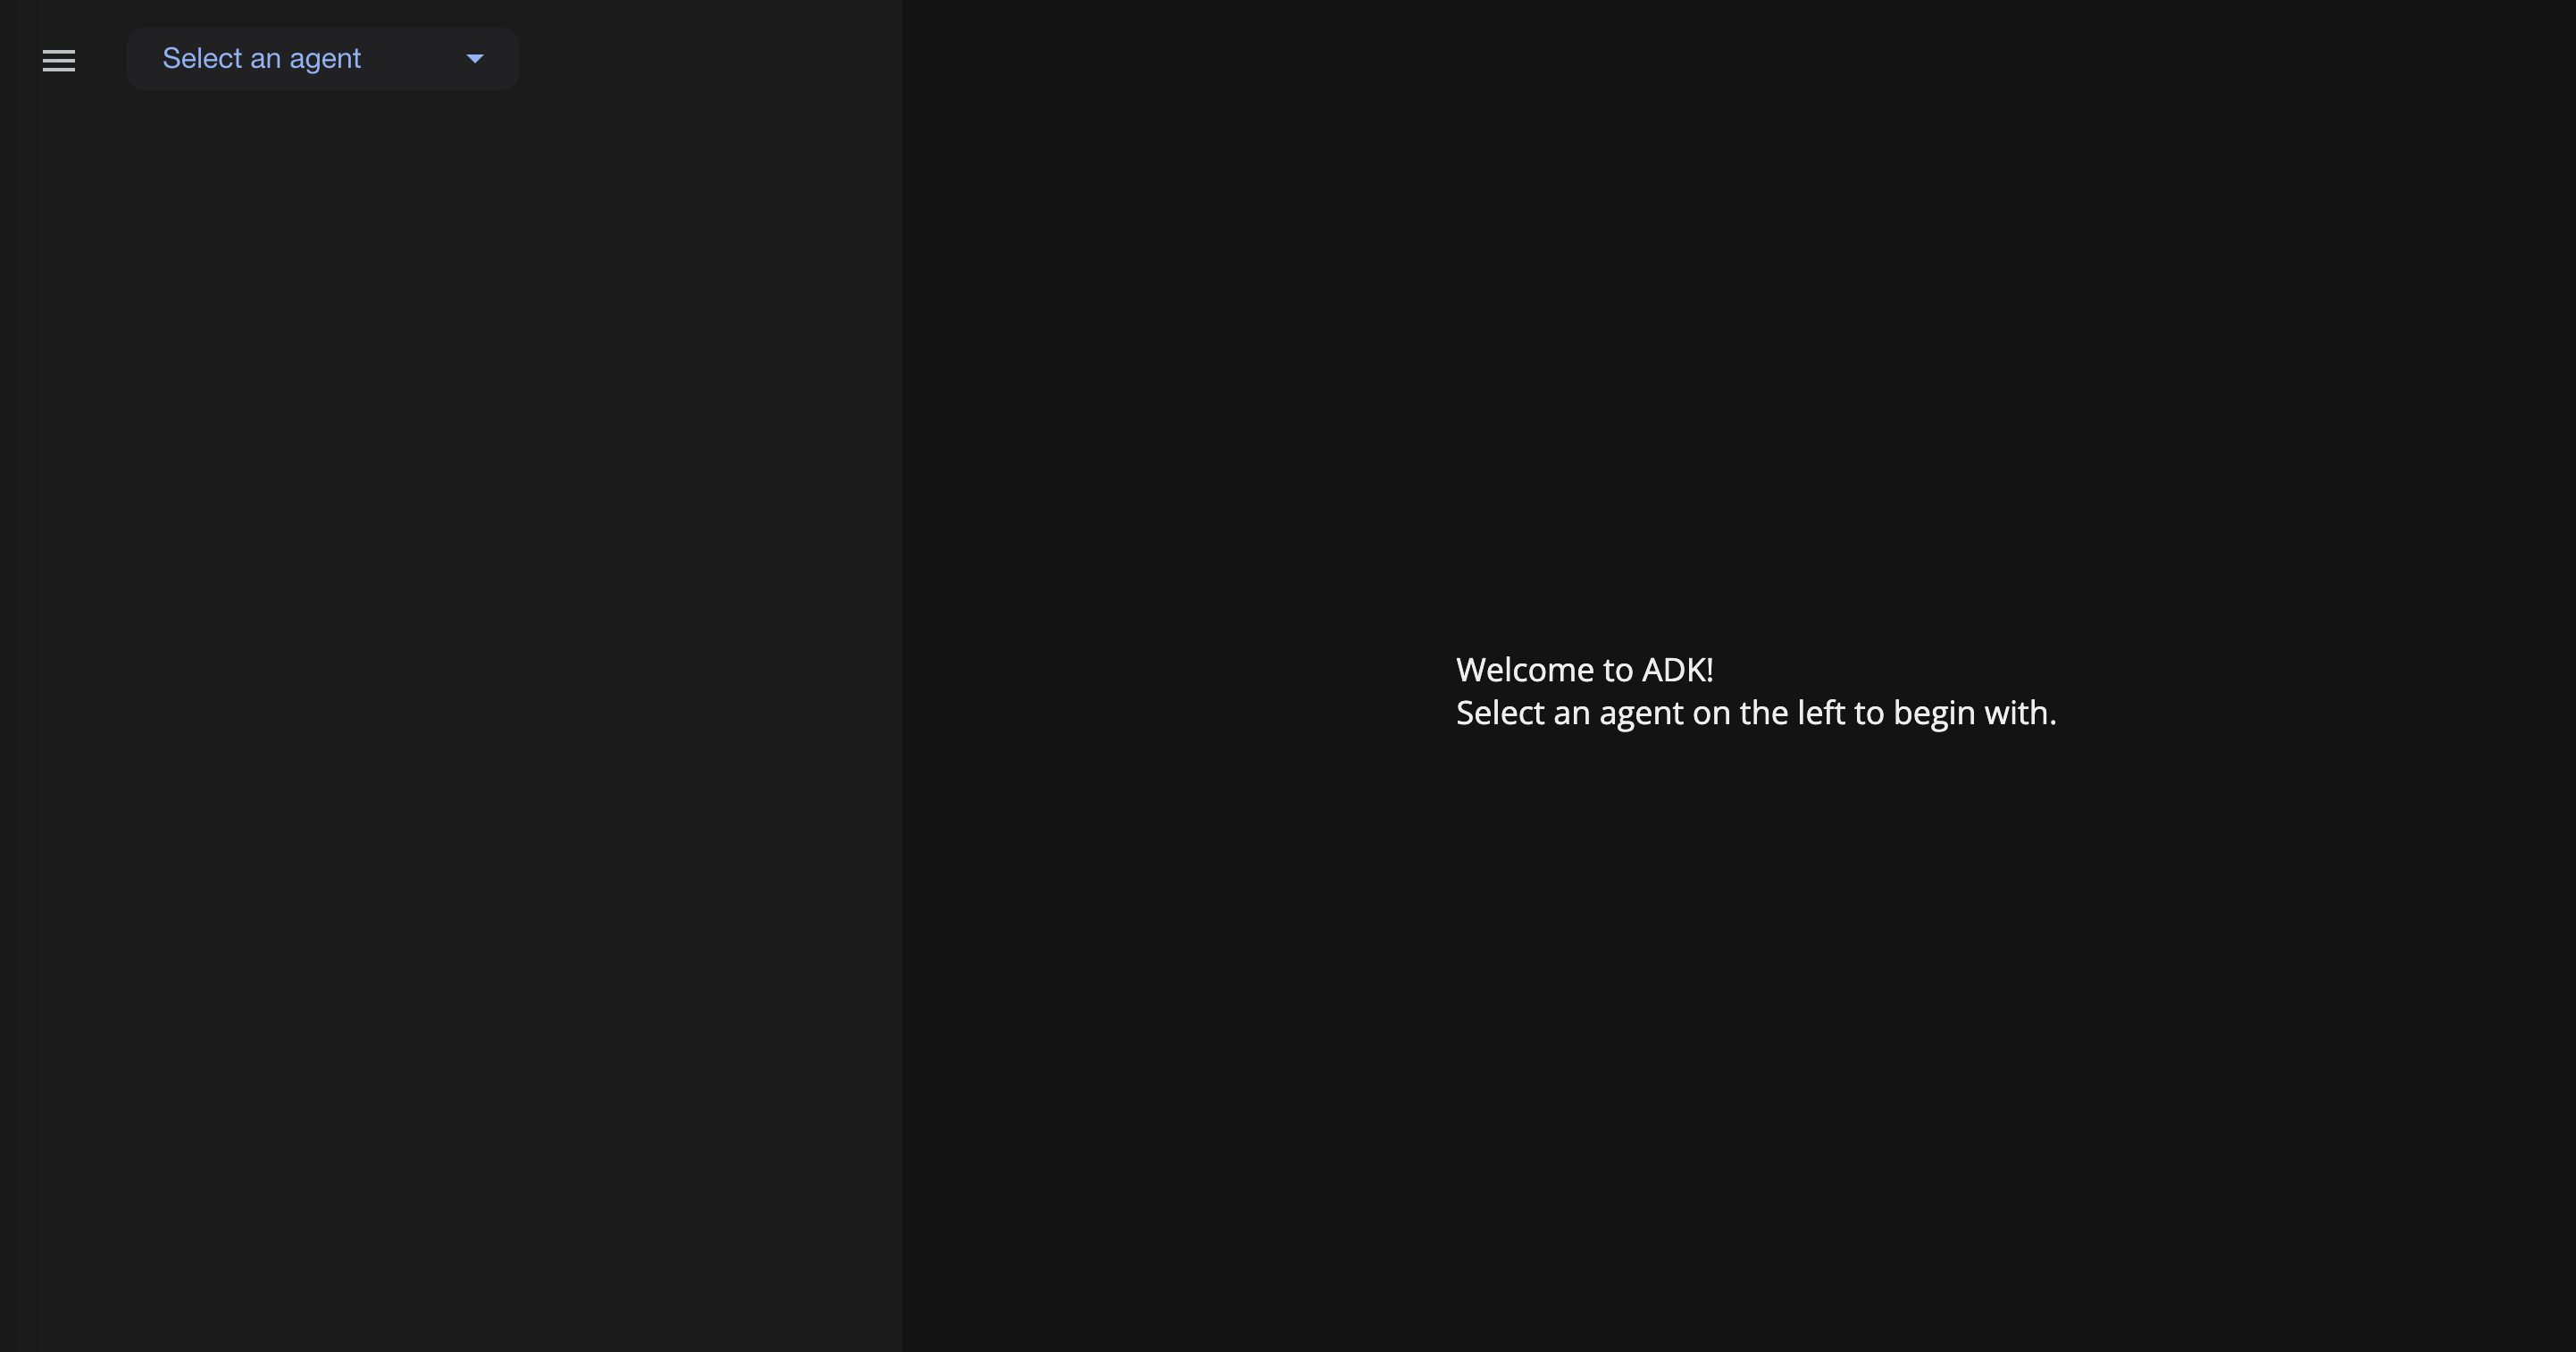 Select an agent
Welcome to ADK!
Select an agent on the left to begin with.